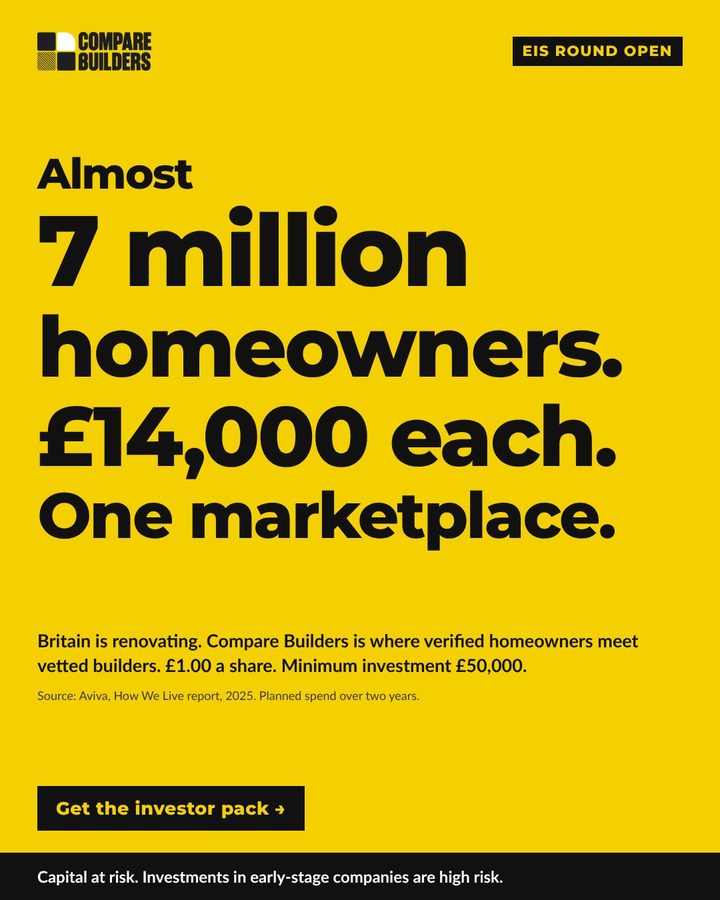 COMPARE
BUILDERS
EIS ROUND OPEN
Almost
7 million
homeowners.
£14,000 each.
One marketplace.
Britain is renovating. Compare Builders is where verified homeowners meet
vetted builders. £1.00 a share. Minimum investment £50,000.
Source: Aviva, How We Live report, 2025. Planned spend over two years.
Get the investor pack →
Capital at risk. Investments in early-stage companies are high risk.